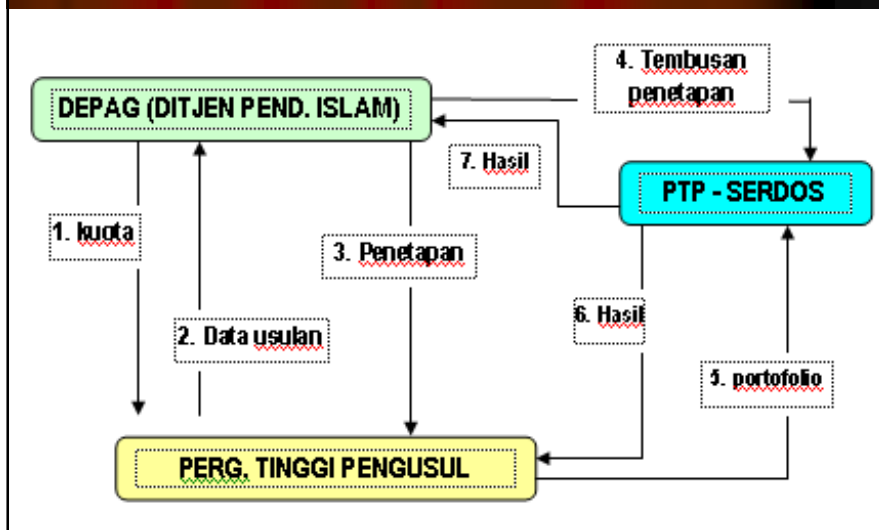 4. Tembusan
penetapan
DEPAG (DITJEN PEND. ISLAM)
7. Hasil
PTP - SERDOS
1. kuota
3. Penetapan
6. Hasil
2. Data usulan
5. portofolio
PERG. TINGGI PENGUSUL